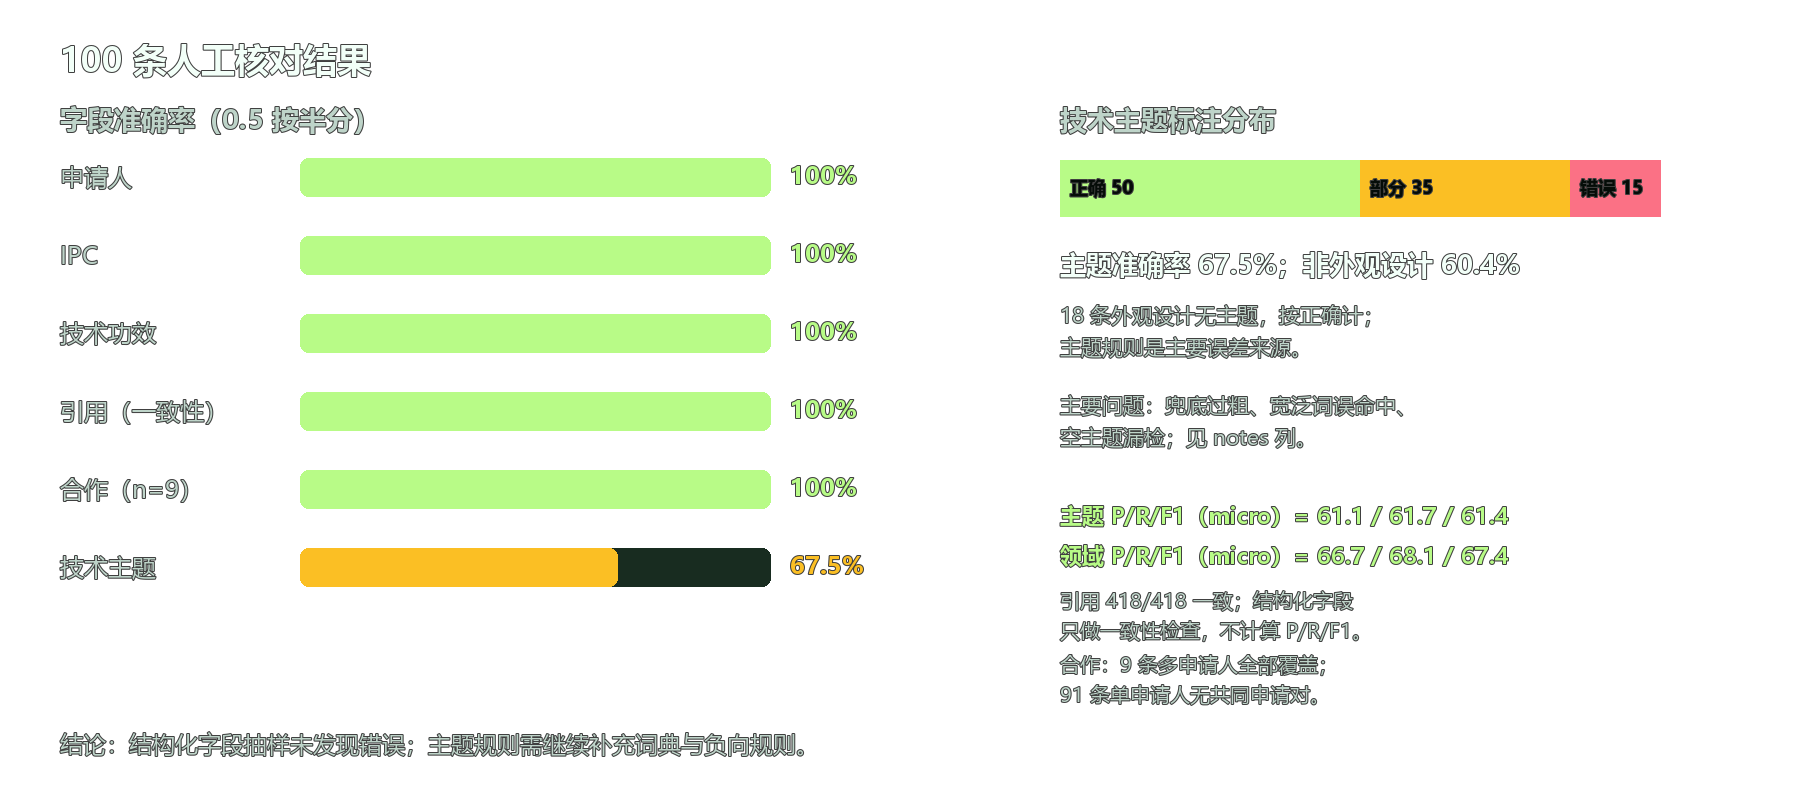 100 条人工核对结果
字段准确率（0.5 按半分）
申请人
100%
IPC
100%
技术功效
100%
引用（一致性）
100%
合作（n=9）
100%
技术主题
67.5%
技术主题标注分布
正确 50
部分 35
错误 15
主题准确率 67.5%；非外观设计 60.4%
18 条外观设计无主题，按正确计；
主题规则是主要误差来源。
主要问题：兜底过粗、宽泛词误命中、
空主题漏检；见 notes 列。
主题 P/R/F1（micro）= 61.1 / 61.7 / 61.4
领域 P/R/F1（micro）= 66.7 / 68.1 / 67.4
引用 418/418 一致；结构化字段
只做一致性检查，不计算 P/R/F1。
合作：9 条多申请人全部覆盖；
91 条单申请人无共同申请对。
结论：结构化字段抽样未发现错误；主题规则需继续补充词典与负向规则。